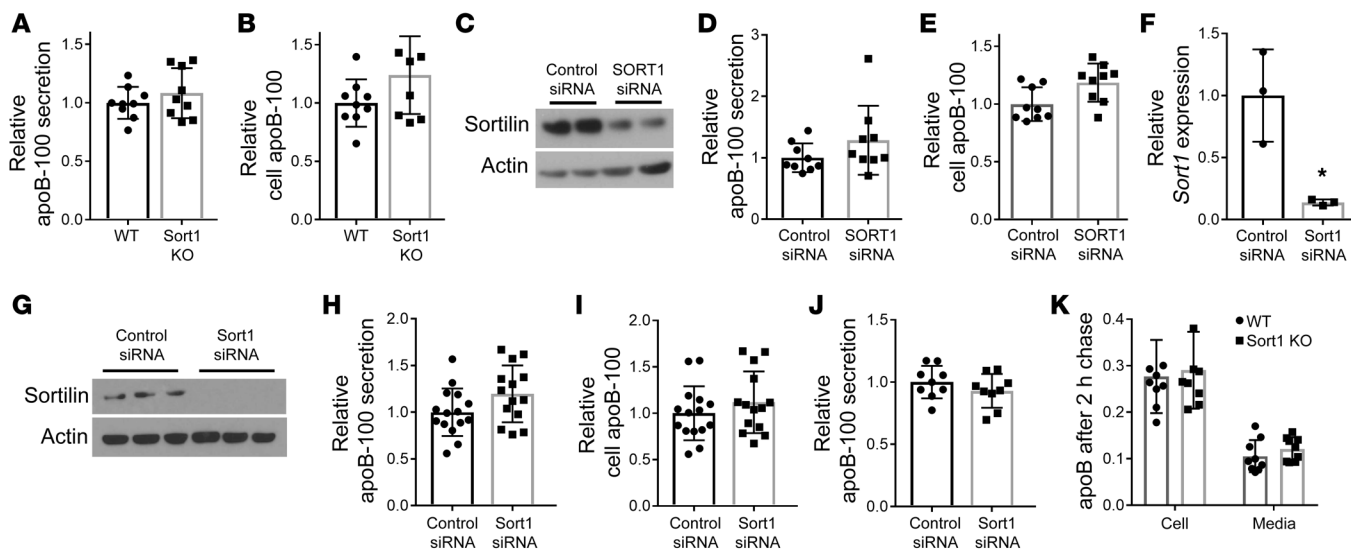 A
Relative
apoB-100 secretion
1.5
1.0
0.5
0.0
WT
Sort1
KO
B
Relative
cell apoB-100
1.5
1.0
0.5
0.0
WT
Sort1
KO
C
Control
siRNA
SORT1
siRNA
Sortilin
Actin
D
Relative
apoB-100 secretion
3
2
1
0
Control
siRNA
SORT1
siRNA
E
Relative
cell apoB-100
1.5
1.0
0.5
0.0
Control
siRNA
SORT1
siRNA
F
Relative
Sort1 expression
1.5
1.0
0.5
0.0
*
Control
siRNA
Sort1
siRNA
G
Control
siRNA
Sort1
siRNA
Sortilin
Actin
H
Relative
apoB-100 secretion
2.0
1.5
1.0
0.5
0.0
Control
siRNA
Sort1
siRNA
I
Relative
cell apoB-100
2.0
1.5
1.0
0.5
0.0
Control
siRNA
Sort1
siRNA
J
Relative
apoB-100 secretion
1.5
1.0
0.5
0.0
Control
siRNA
Sort1
siRNA
K
apoB after 2 h chase
0.4
0.3
0.2
0.1
0.0
WT
Sort1 KO
Cell
Media